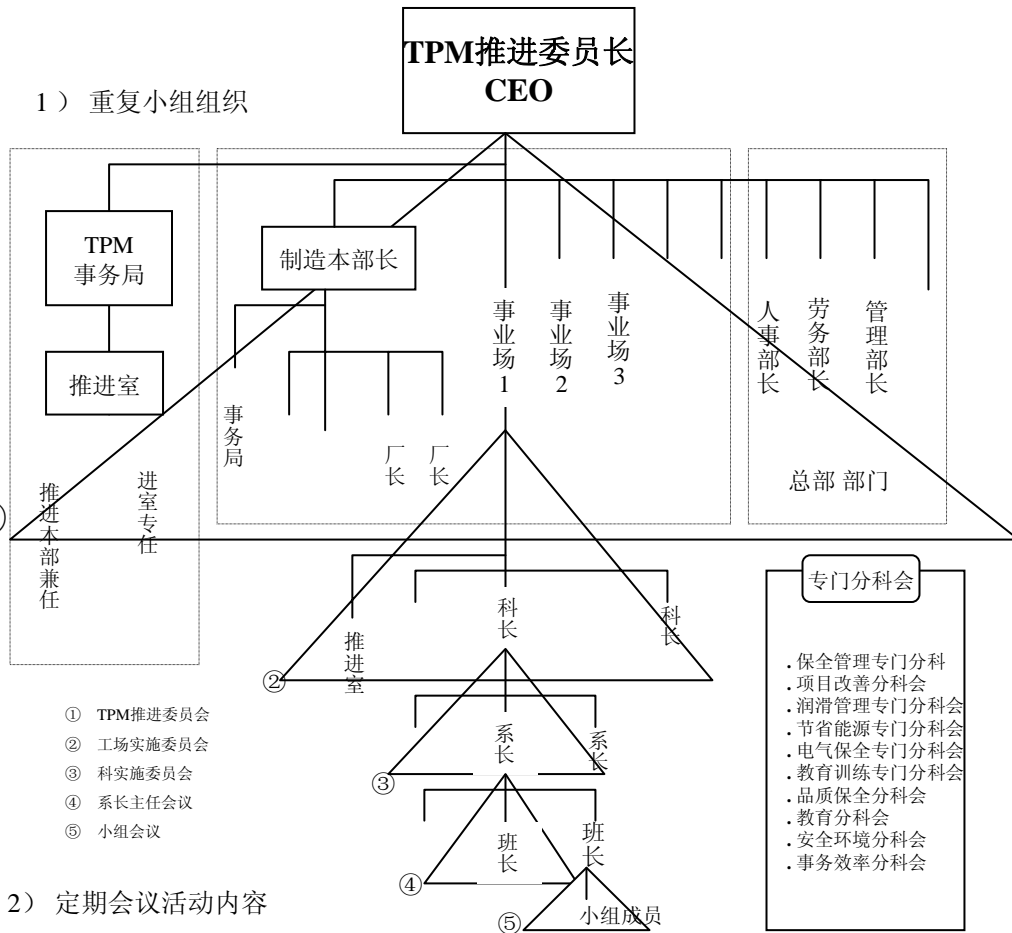 TPM推进委员长
CEO
1） 重复小组组织
TPM
事务局
推进室
制造本部长
事业场1
事业场2
事业场3
人事部长
劳务部长
管理部长
事务局
厂长
厂长
总部 部门
推进本部兼任
进室专任
专门分科会
推进室
科长
科长
②
.保全管理专门分科
.项目改善分科会
.润滑管理专门分科会
.节省能源专门分科会
.电气保全专门分科会
.教育训练专门分科会
.品质保全分科会
.教育分科会
.安全环境分科会
.事务效率分科会
① TPM推进委员会
② 工场实施委员会
③ 科实施委员会
④ 系长主任会议
⑤ 小组会议
系长
系长
③
班长
班长
④
小组成员
⑤
2） 定期会议活动内容